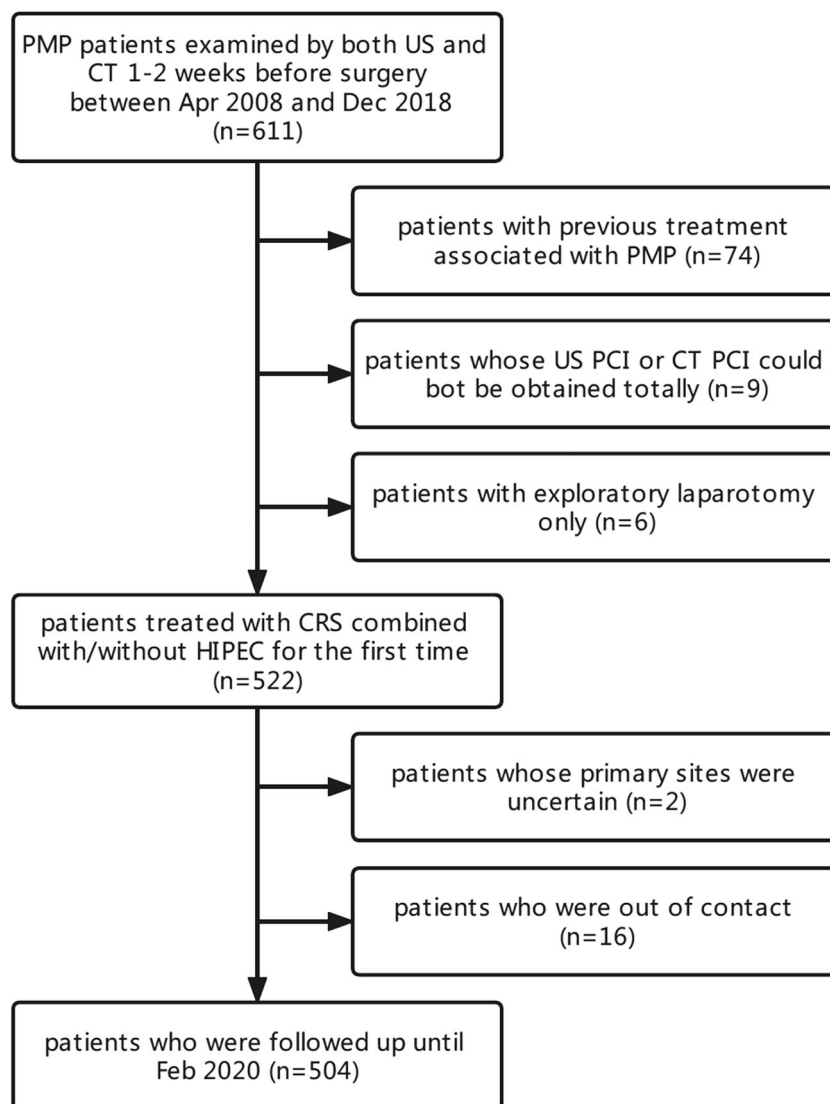 PMP patients examined by both US and
CT 1-2 weeks before surgery
between Apr 2008 and Dec 2018
(n=611)
patients with previous treatment
associated with PMP (n=74)
patients whose US PCI or CT PCI could
bot be obtained totally (n=9)
patients with exploratory laparotomy
only (n=6)
patients treated with CRS combined
with/without HIPEC for the first time
(n=522)
patients whose primary sites were
uncertain (n=2)
patients who were out of contact
(n=16)
patients who were followed up until
Feb 2020 (n=504)